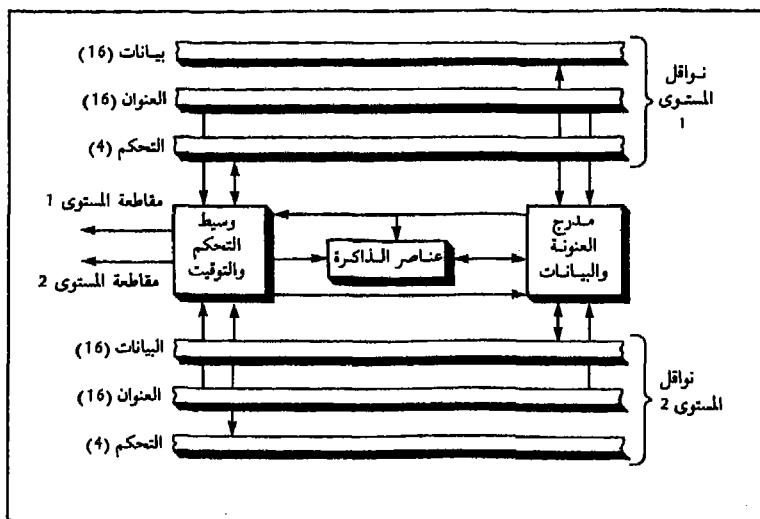 بيانات (16)
العنوان (16)
التحكم (4)
نواقل
المستوى
1
مقاطعة المستوى 1
مقاطعة المستوى 2
وسيط
التحكم
والتوقيت
عناصر الذاكرة
مدرج
العنونة
والبيانات
البيانات (16)
العنوان (16)
التحكم (4)
نواقل
المستوى 2